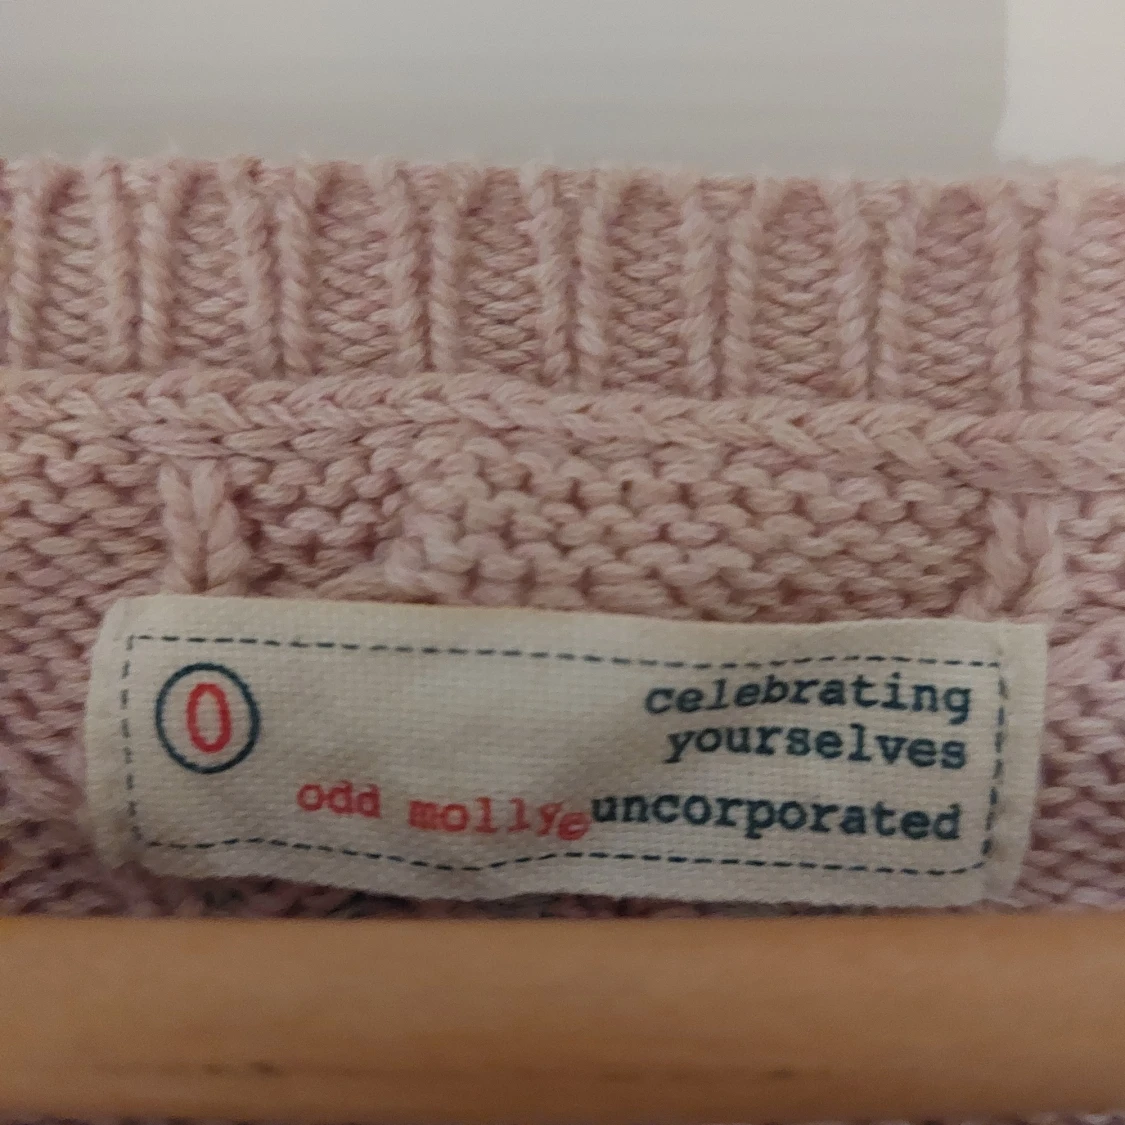 0
celebrating
yourselves
odd mollye uncorporated